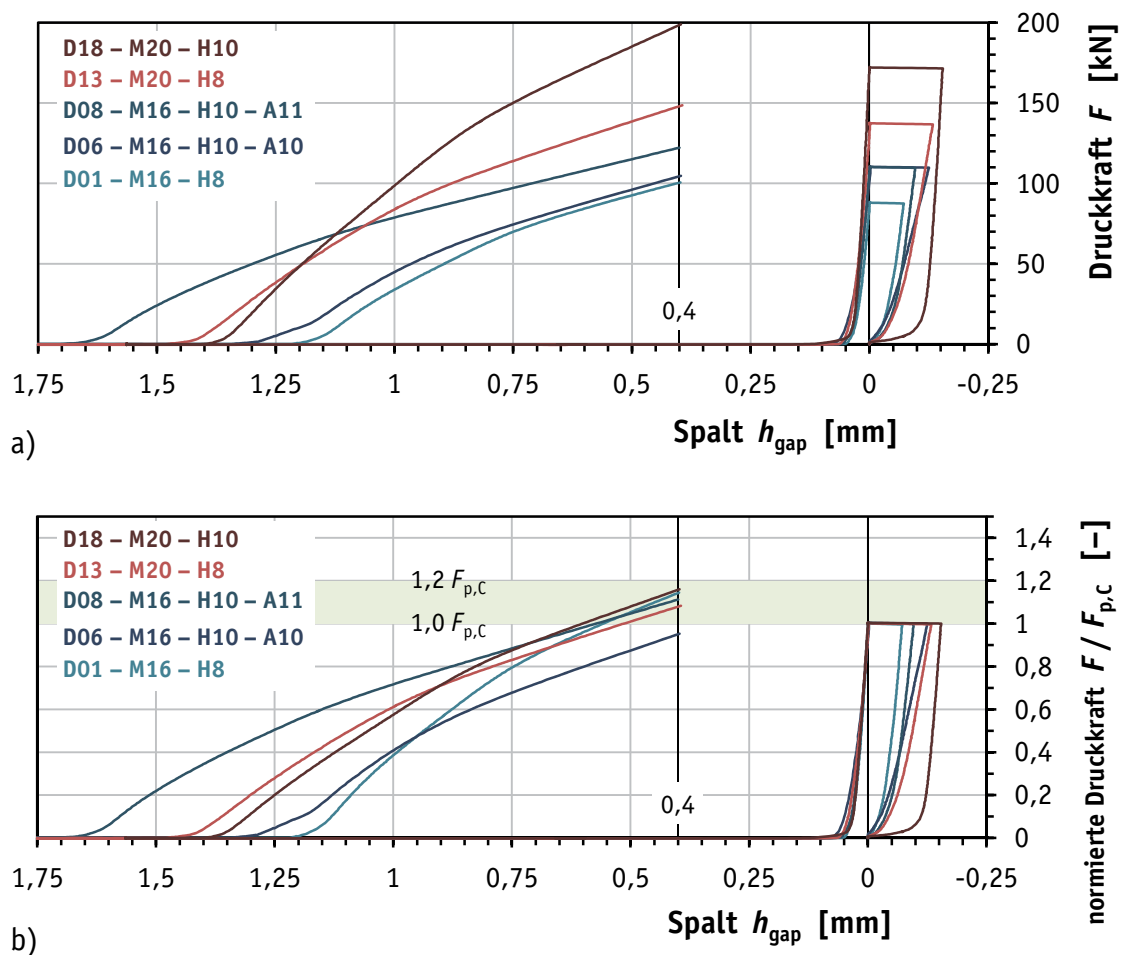 200
D18 – M20 – H10
D13 – M20 – H8
D08 – M16 – H10 – A11
D06 – M16 – H10 – A10
D01 – M16 – H8
150
100
50
0
0,4
Druckkraft F [kN]
1,75 1,5 1,25 1 0,75 0,5 0,25 0 -0,25
Spalt hgap [mm]
a)
D18 – M20 – H10
D13 – M20 – H8
D08 – M16 – H10 – A11
D06 – M16 – H10 – A10
D01 – M16 – H8
1,2 Fp,C
1,0 Fp,C
1,4
1,2
1
0,8
0,6
0,4
0,2
0
0,4
normierte Druckkraft F / Fp,C [–]
1,75 1,5 1,25 1 0,75 0,5 0,25 0 -0,25
Spalt hgap [mm]
b)